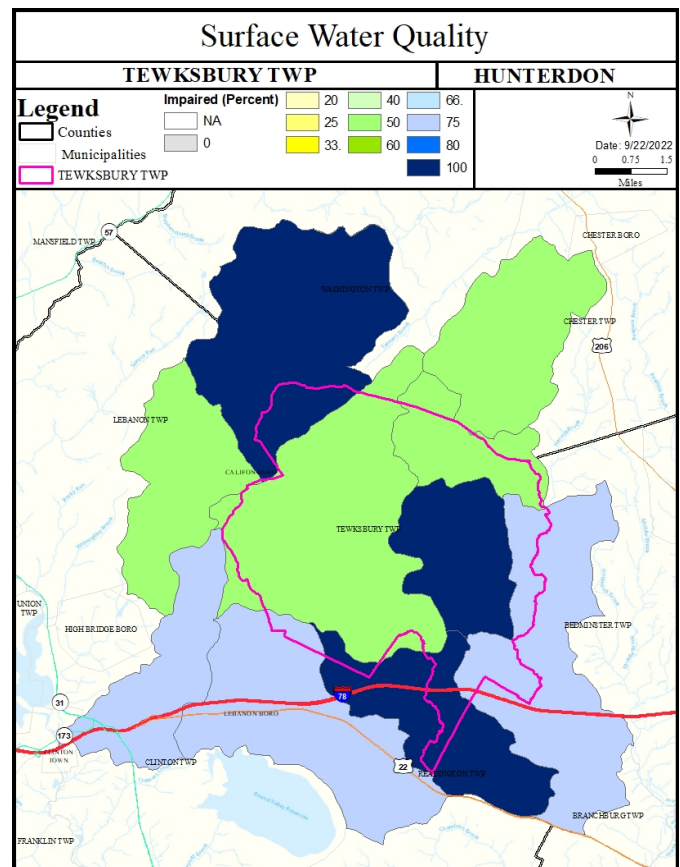 Surface Water Quality
TEWKSBURY TWP
HUNTERDON
Legend
Counties
Municipalities
TEWKSBURY TWP
Impaired (Percent)
NA
0
20
25
33.
40
50
60
66.
75
80
100
N
Date: 9/22/2022
0 0.75 1.5
Miles
57
MANSFIELD TWP
CHESTER BORO
WASHINGTON TWP
CHESTER TWP
206
LEBANON TWP
CALIFON
TEWKSBURY TWP
UNION
TWP
HIGH BRIDGE BORO
BEDMINSTER TWP
31
78
173
LEBANON BORO
CLINTON
TOWN
CLINTON TWP
22
READINGTON TWP
BRANCHBURG TWP
FRANKLIN TWP